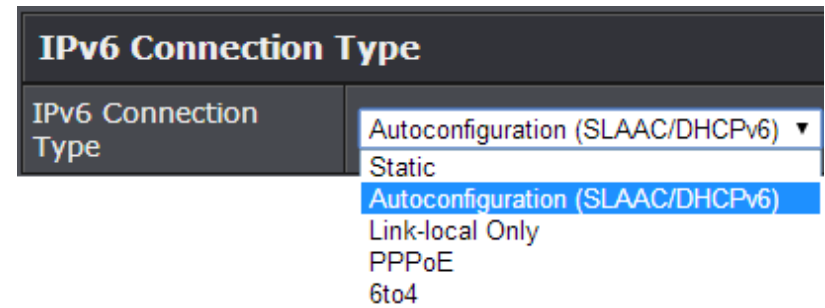 IPv6 Connection Type
IPv6 Connection
Type
Autoconfiguration (SLAAC/DHCPv6)
Static
Autoconfiguration (SLAAC/DHCPv6)
Link-local Only
PPPoE
6to4